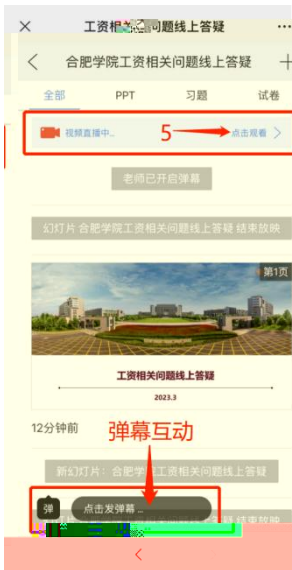 工资相关问题线上答疑
合肥学院工资相关问题线上答疑
全部 PPT 习题 试卷
视频直播中... 5 点击观看
老师已开启弹幕
幻灯片 合肥学院工资相关问题线上答疑 结束放映
第1页
工资相关问题线上答疑
2023.3
12分钟前 弹幕互动
新幻灯片: 合肥学院工资相关问题线上答疑
弹 点击发弹幕...
答疑 结束放映